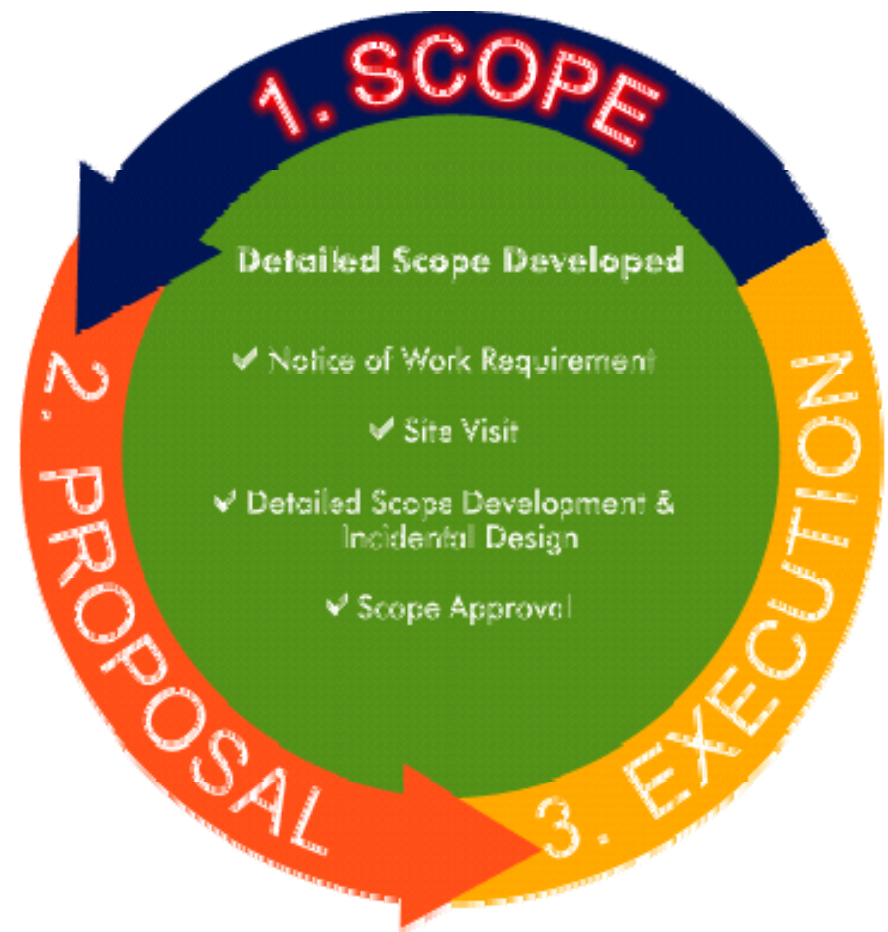 1. SCOPE
Detailed Scope Developed
✔ Notice of Work Requirement
✔ Site Visit
✔ Detailed Scope Development &
Incidental Design
✔ Scope Approval
2. PROPOSAL
3. EXECUTION